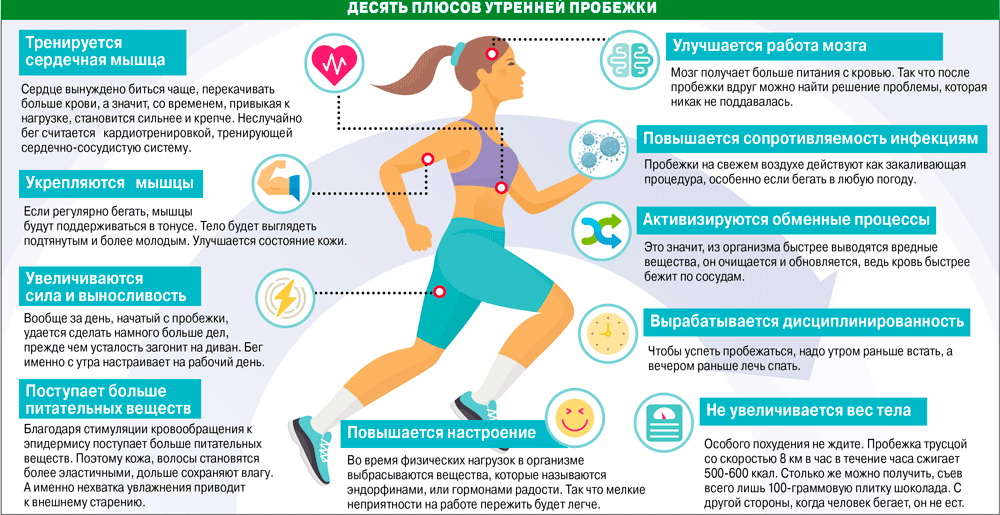 ДЕСЯТЬ ПЛЮСОВ УТРЕННЕЙ ПРОБЕЖКИ
Тренируется
сердечная мышца
Сердце вынуждено биться чаще, перекачивать
больше крови, а значит, со временем, привыкая к
нагрузке, становится сильнее и крепче. Неслучайно
бег считается кардиотренировкой, тренирующей
сердечно-сосудистую систему.
Укрепляются мышцы
Если регулярно бегать, мышцы
будут поддерживаться в тонусе. Тело будет выглядеть
подтянутым и более молодым. Улучшается состояние кожи.
Увеличиваются
сила и выносливость
Вообще за день, начатый с пробежки,
удается сделать намного больше дел,
прежде чем усталость загонит на диван. Бег
именно с утра настраивает на рабочий день.
Поступает больше
питательных веществ
Благодаря стимуляции кровообращения к
эпидермису поступает больше питательных
веществ. Поэтому кожа, волосы становятся
более эластичными, дольше сохраняют влагу.
А именно нехватка увлажнения приводит
к внешнему старению.
Повышается настроение
Во время физических нагрузок в организме
выбрасываются вещества, которые называются
эндорфинами, или гормонами радости. Так что мелкие
неприятности на работе пережить будет легче.
Улучшается работа мозга
Мозг получает больше питания с кровью. Так что после
пробежки вдруг можно найти решение проблемы, которая
никак не поддавалась.
Повышается сопротивляемость инфекциям
Пробежки на свежем воздухе действуют как закаливающая
процедура, особенно если бегать в любую погоду.
Активизируются обменные процессы
Это значит, из организма быстрее выводятся вредные
вещества, он очищается и обновляется, ведь кровь быстрее
бежит по сосудам.
Вырабатывается дисциплинированность
Чтобы успеть пробежаться, надо утром раньше встать, а
вечером раньше лечь спать.
Не увеличивается вес тела
Особого похудения не ждите. Пробежка трусцой
со скоростью 8 км в час в течение часа сжигает
500-600 ккал. Столько же можно получить, съев
всего лишь 100-граммовую плитку шоколада. С
другой стороны, когда человек бегает, он не ест.